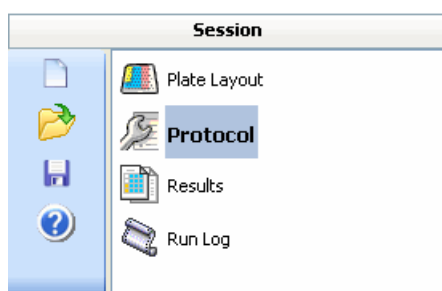 Session
Plate Layout
Protocol
Results
Run Log